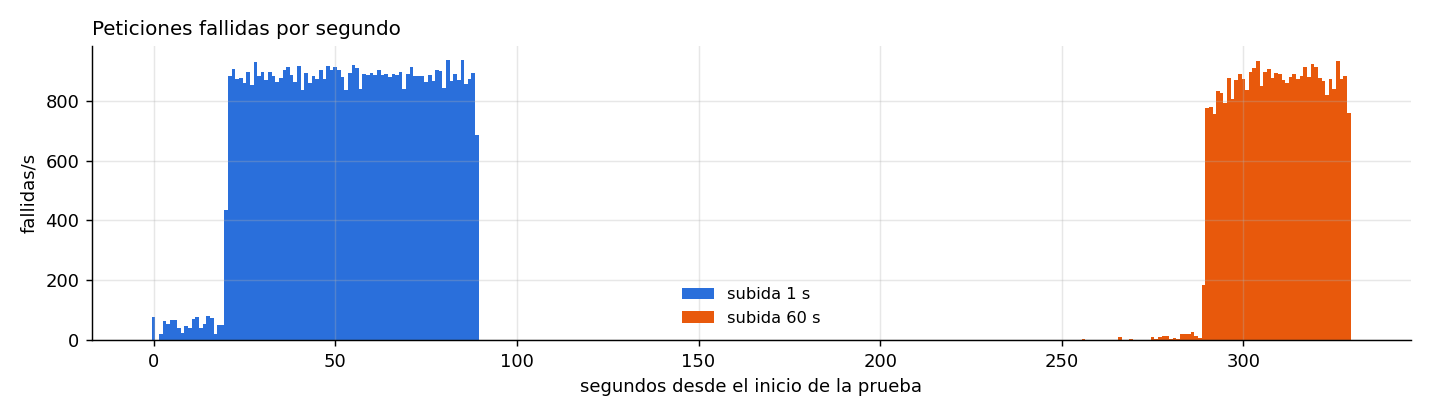 Peticiones fallidas por segundo
fallidas/s
800
600
400
200
0
subida 1 s
subida 60 s
0 50 100 150 200 250 300
segundos desde el inicio de la prueba